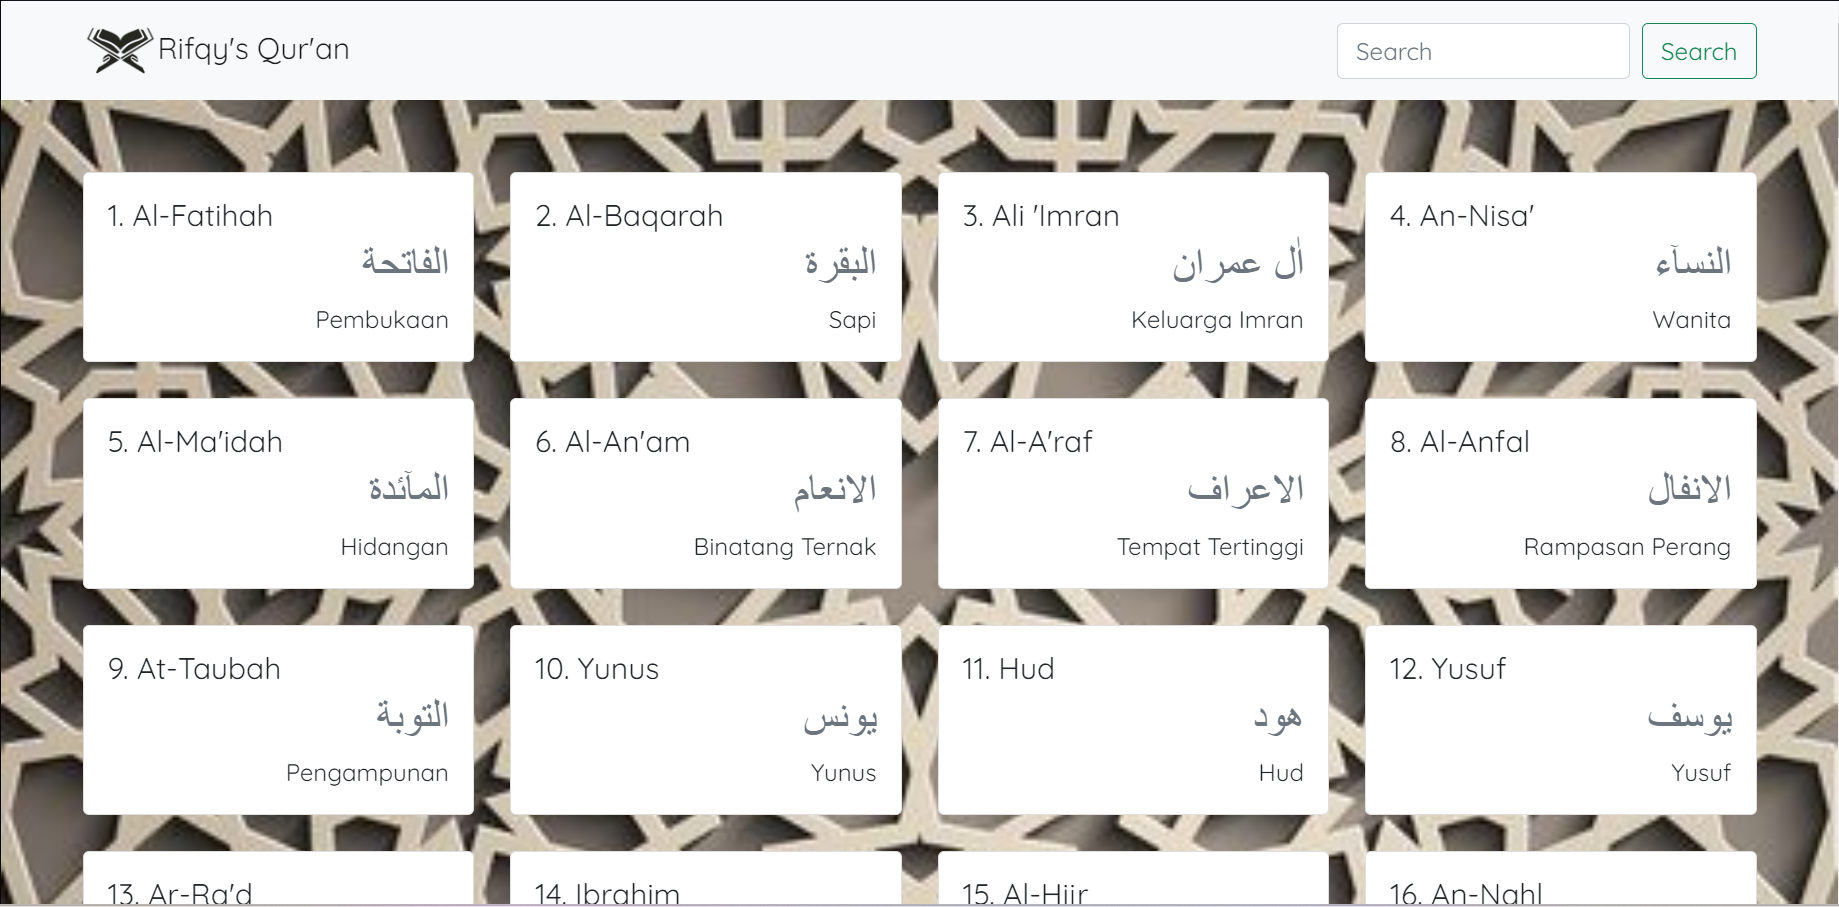 Rifqy's Qur'an
Search
Search
1. Al-Fatihah
الفاتحة
Pembukaan
2. Al-Baqarah
البقرة
Sapi
3. Ali 'Imran
اٰل عمران
Keluarga Imran
4. An-Nisa'
النساۤء
Wanita
5. Al-Ma'idah
الماۤئدة
Hidangan
6. Al-An'am
الانعام
Binatang Ternak
7. Al-A'raf
الاعراف
Tempat Tertinggi
8. Al-Anfal
الانفال
Rampasan Perang
9. At-Taubah
التوبة
Pengampunan
10. Yunus
يونس
Yunus
11. Hud
هود
Hud
12. Yusuf
يوسف
Yusuf
13. Ar-Ra'd
14. Ibrahim
15. Al-Hijr
16. An-Nahl